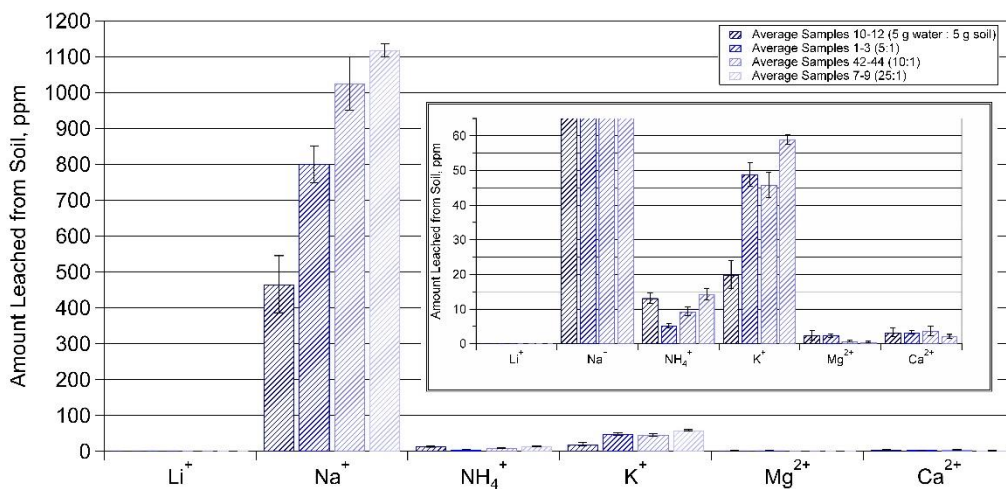 1200
1100
1000
900
800
700
600
500
400
300
200
100
0
Amount Leached from Soil, ppm
Average Samples 10-12 (5 g water : 5 g soil)
Average Samples 1-3 (5:1)
Average Samples 42-44 (10:1)
Average Samples 7-9 (25:1)
60
50
40
30
20
10
0
Amount Leached from Soil, ppm
Li⁺ Na⁻ NH₄⁺ K⁺ Mg²⁺ Ca²⁺
Li⁺ Na⁺ NH₄⁺ K⁺ Mg²⁺ Ca²⁺